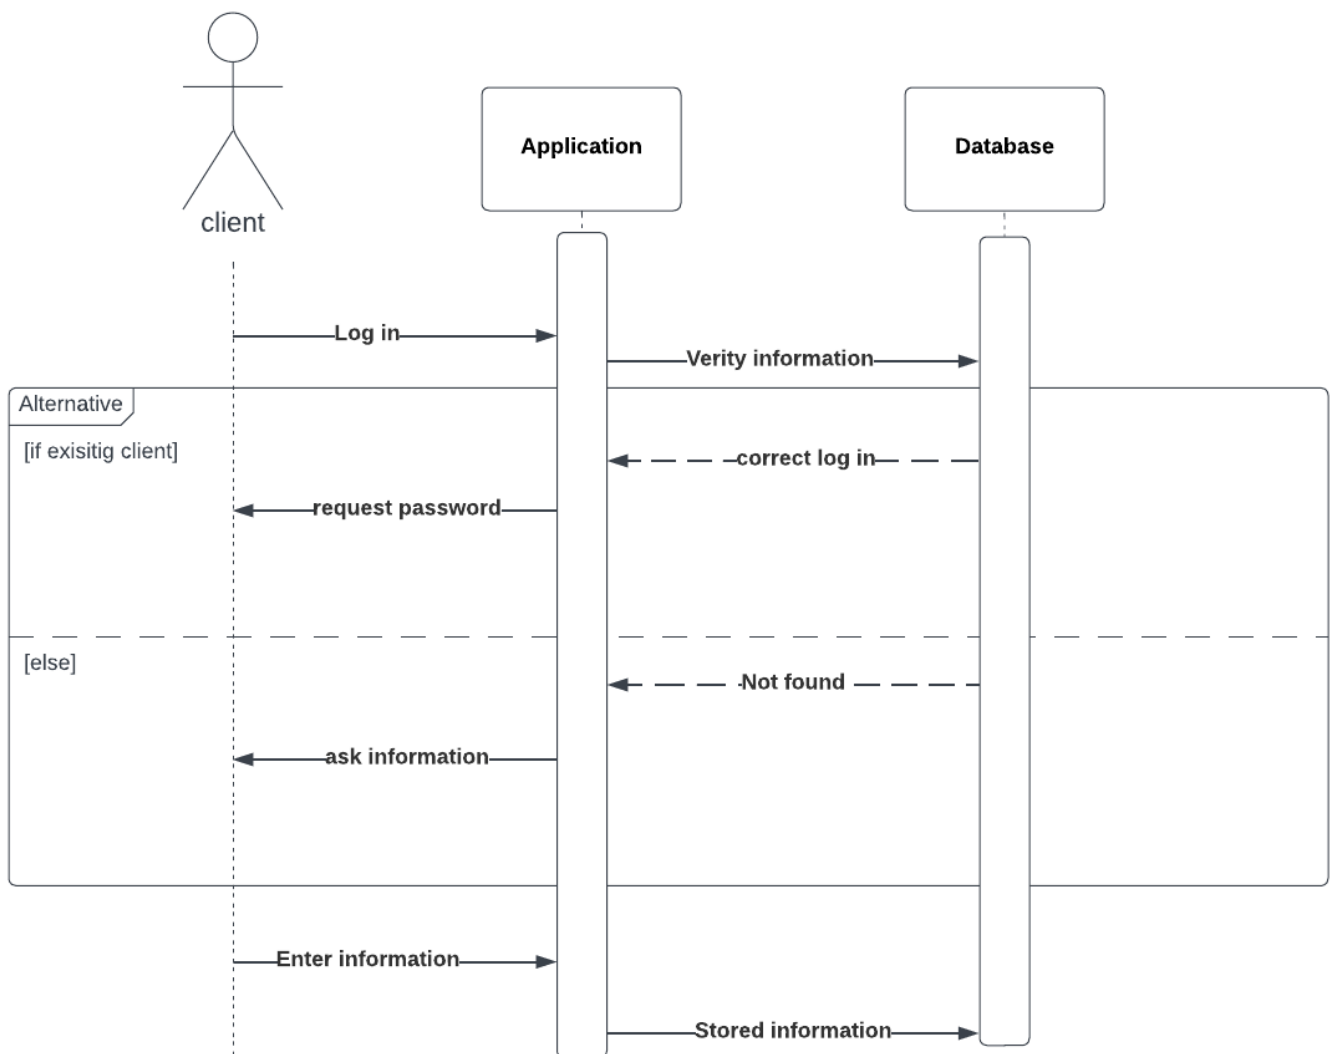 client
Application
Database
Log in
Verity information
Alternative
[if exisitig client]
correct log in
request password
[else]
Not found
ask information
Enter information
Stored information